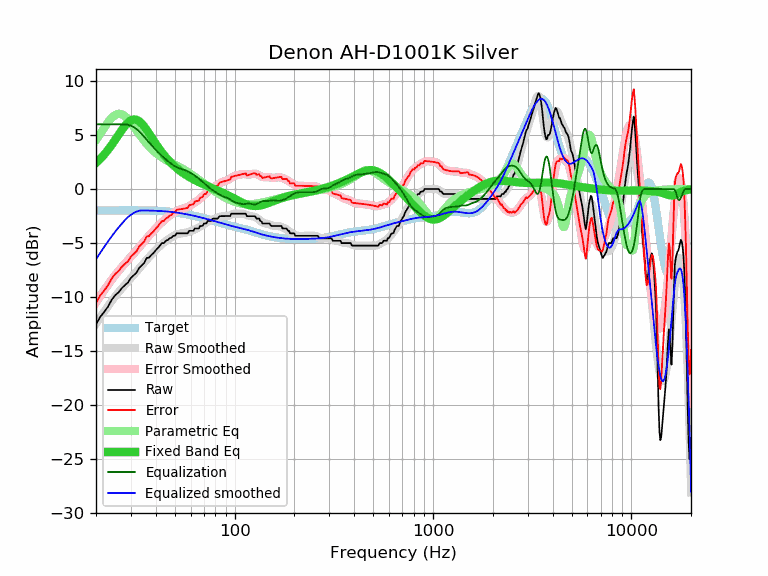 Denon AH-D1001K Silver
Amplitude (dBr)
10
5
0
−5
−10
−15
−20
−25
−30
Target
Raw Smoothed
Error Smoothed
Raw
Error
Parametric Eq
Fixed Band Eq
Equalization
Equalized smoothed
100
1000
10000
Frequency (Hz)